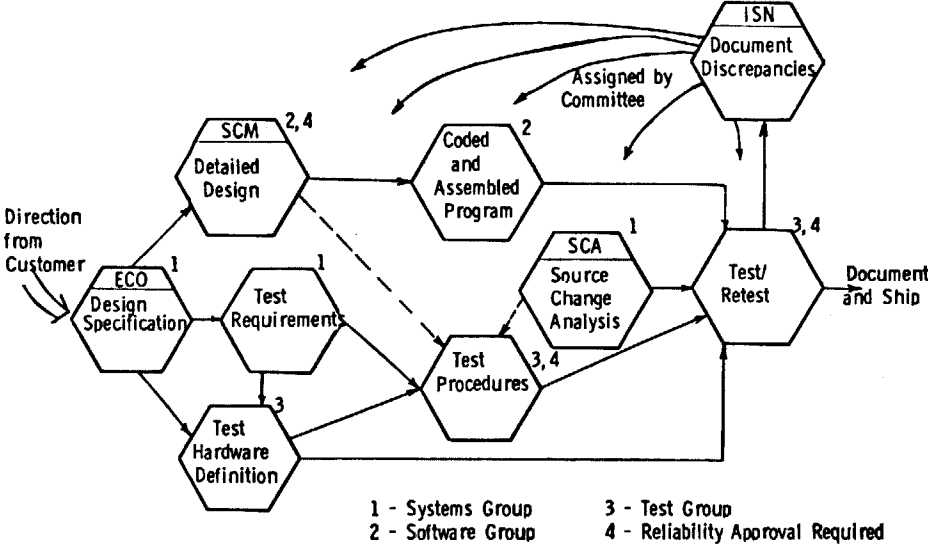 ISN
Document
Discrepancies
Assigned by
Committee
2, 4
SCM
Detailed
Design
2
Coded
and
Assembled
Program
Direction
from
Customer
1
ECO
Design
Specification
1
Test
Requirements
1
SCA
Source
Change
Analysis
3, 4
Test/
Retest
Document
and Ship
3, 4
Test
Procedures
3
Test
Hardware
Definition
1 - Systems Group
2 - Software Group
3 - Test Group
4 - Reliability Approval Required